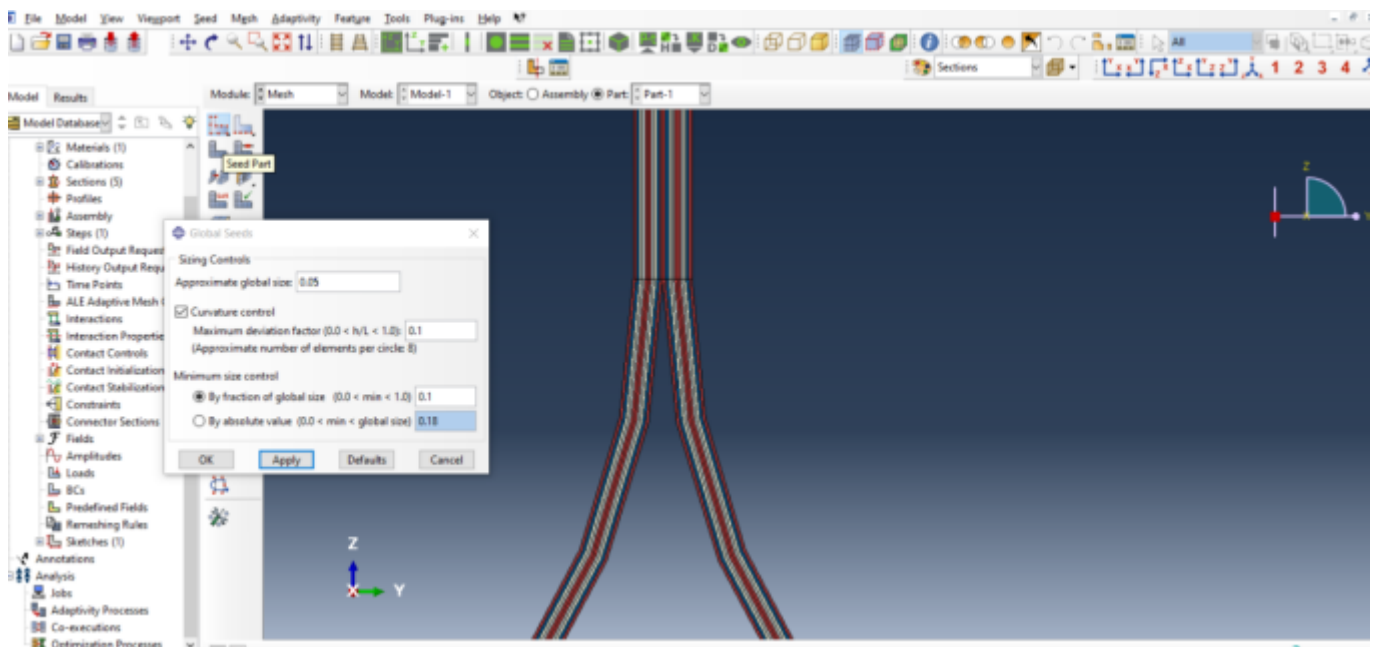 File Model View Viewport Seed Mesh Adaptivity Feature Tools Plug-ins Help
All
Sections
1 2 3 4
Model Results
Module: Mesh Model: Model-1 Object: Assembly Part: Part-1
Model Database
Materials (1)
Calibrations
Seed Part
Sections (5)
Profiles
Assembly
Steps (1)
Field Output Reques
History Output Requ
Time Points
ALE Adaptive Mesh
Interactions
Interaction Propertie
Contact Controls
Contact Initialization
Contact Stabilization
Constraints
Connector Sections
Fields
Amplitudes
Loads
BCs
Predefined Fields
Remeshing Rules
Sketches (1)
Annotations
Analysis
Jobs
Adaptivity Processes
Co-executions
Optimization Processes
Global Seeds
Sizing Controls
Approximate global size: 0.05
Curvature control
Maximum deviation factor (0.0 < h/L < 1.0): 0.1
(Approximate number of elements per circle: 8)
Minimum size control
By fraction of global size (0.0 < min < 1.0) 0.1
By absolute value (0.0 < min < global size) 0.18
OK Apply Defaults Cancel
Z
Y
Z
X
Y